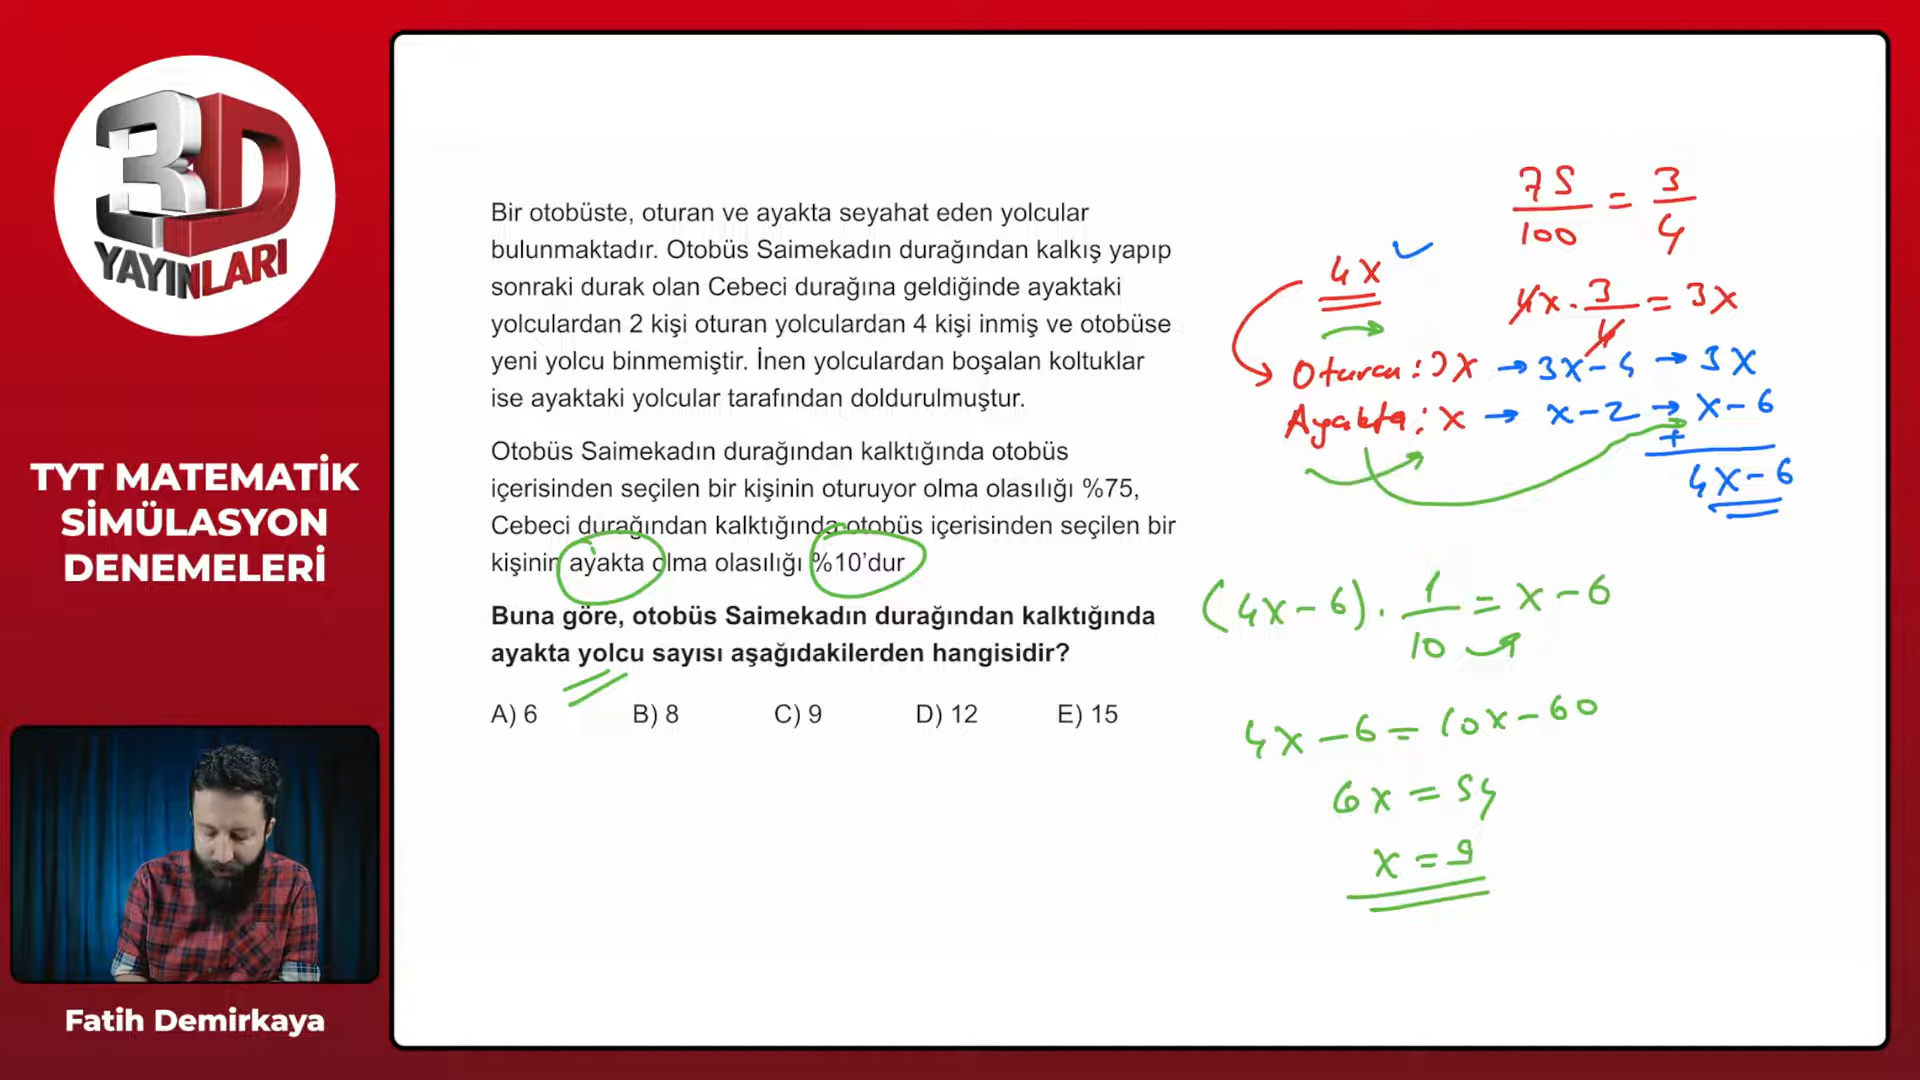 3D
YAYINLARI
TYT MATEMATİK
SİMÜLASYON
DENEMELERİ
Fatih Demirkaya
Bir otobüste, oturan ve ayakta seyahat eden yolcular
bulunmaktadır. Otobüs Saimekadın durağından kalkış yapıp
sonraki durak olan Cebeci durağına geldiğinde ayaktaki
yolculardan 2 kişi oturan yolculardan 4 kişi inmiş ve otobüse
yeni yolcu binmemiştir. İnen yolculardan boşalan koltuklar
ise ayaktaki yolcular tarafından doldurulmuştur.
Otobüs Saimekadın durağından kalktığında otobüs
içerisinden seçilen bir kişinin oturuyor olma olasılığı %75,
Cebeci durağından kalktığında otobüs içerisinden seçilen bir
kişinin ayakta olma olasılığı %10'dur
Buna göre, otobüs Saimekadın durağından kalktığında
ayakta yolcu sayısı aşağıdakilerden hangisidir?
A) 6 B) 8 C) 9 D) 12 E) 15
75/100 = 3/4
4x
4x · 3/4 = 3x
Oturan : 3x → 3x-4 → 3x
Ayakta : x → x-2 → x-6
+
4x-6
(4x-6) · 1/10 = x-6
4x-6 = 10x-60
6x = 54
x = 9